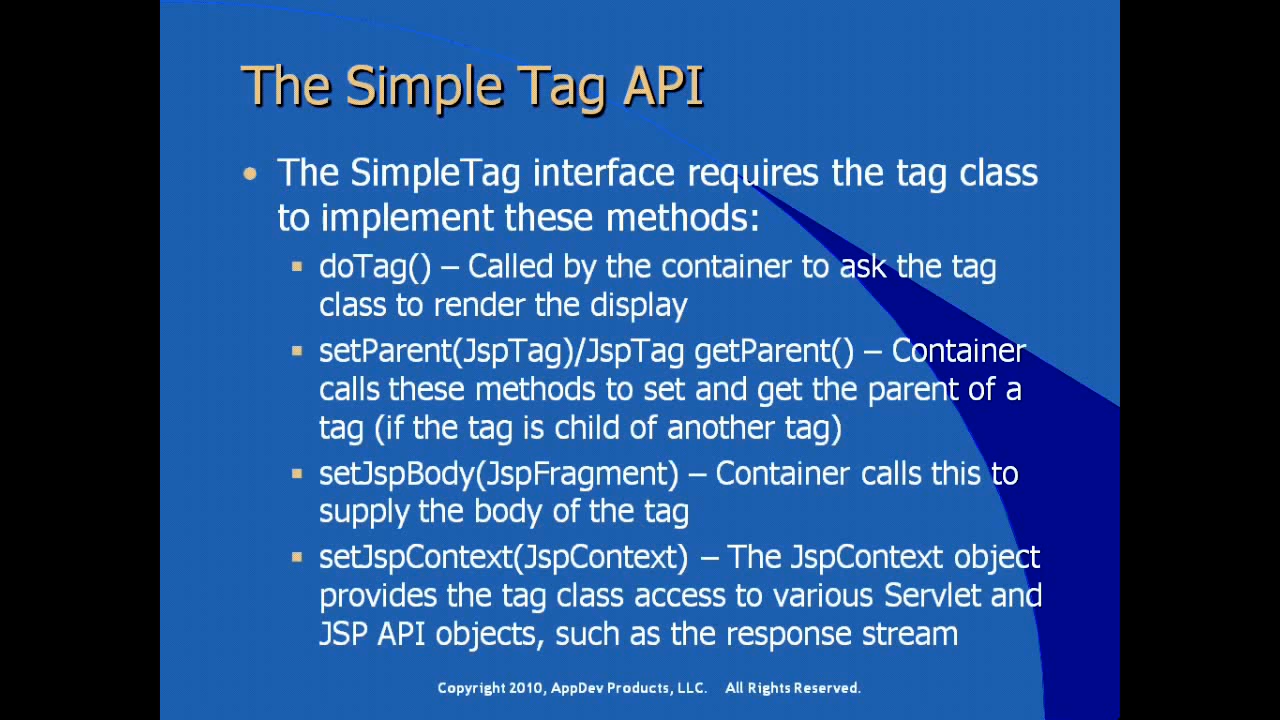 The Simple Tag API
• The SimpleTag interface requires the tag class
to implement these methods:
▪ doTag() – Called by the container to ask the tag
class to render the display
▪ setParent(JspTag)/JspTag getParent() – Container
calls these methods to set and get the parent of a
tag (if the tag is child of another tag)
▪ setJspBody(JspFragment) – Container calls this to
supply the body of the tag
▪ setJspContext(JspContext) – The JspContext object
provides the tag class access to various Servlet and
JSP API objects, such as the response stream
Copyright 2010, AppDev Products, LLC. All Rights Reserved.